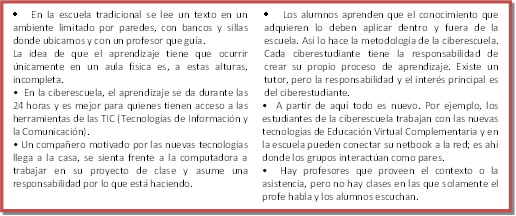 • En la escuela tradicional se lee un texto en un
ambiente limitado por paredes, con bancos y sillas
donde ubicarnos y con un profesor que guía.
La idea de que el aprendizaje tiene que ocurrir
únicamente en un aula física es, a estas alturas,
incompleta.
• En la ciberescuela, el aprendizaje se da durante las
24 horas y es mejor para quienes tienen acceso a las
herramientas de las TIC (Tecnologías de Información y
la Comunicación).
• Un compañero motivado por las nuevas tecnologías
llega a la casa, se sienta frente a la computadora a
trabajar en su proyecto de clase y asume una
responsabilidad por lo que está haciendo.
• Los alumnos aprenden que el conocimiento que
adquieren lo deben aplicar dentro y fuera de la
escuela. Así lo hace la metodología de la ciberescuela.
Cada ciberestudiante tiene la responsabilidad de
crear su propio proceso de aprendizaje. Existe un
tutor, pero la responsabilidad y el interés principal es
del ciberestudiante.
• A partir de aquí todo es nuevo. Por ejemplo, los
estudiantes de la ciberescuela trabajan con las nuevas
tecnologías de Educación Virtual Complementaria y en
la escuela pueden conectar su netbook a la red; es ahí
donde los grupos interactúan como pares.
• Hay profesores que proveen el contexto o la
asistencia, pero no hay clases en las que solamente el
profe habla y los alumnos escuchan.